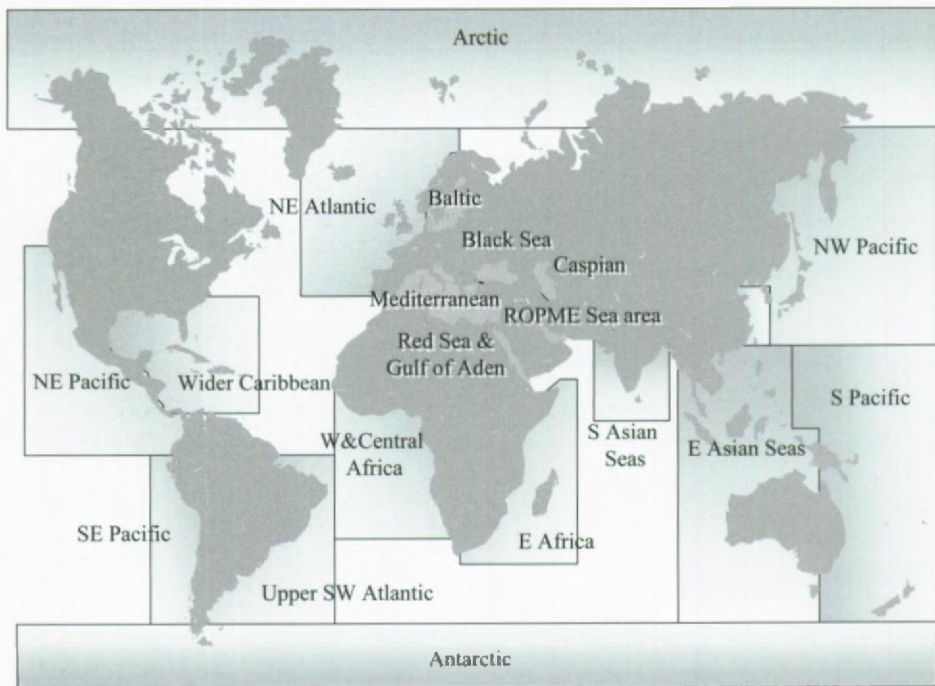 Arctic
NE Atlantic
Baltic
Black Sea
Caspian
NW Pacific
Mediterranean
ROPME Sea area
Red Sea &
Gulf of Aden
NE Pacific
Wider Caribbean
S Pacific
W&Central
Africa
S Asian
Seas
E Asian Seas
SE Pacific
E Africa
Upper SW Atlantic
Antarctic